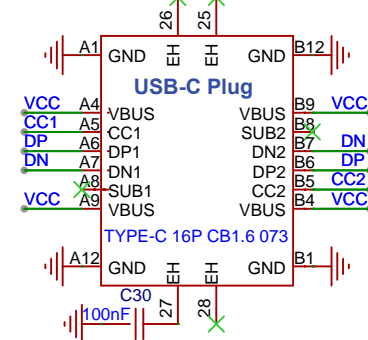 26 25
A1 GND EH EH GND B12
USB-C Plug
VCC A4 VBUS VBUS B9 VCC
CC1 A5 CC1 SUB2 B8
DP A6 DP1 DN2 B7 DN
DN A7 DN1 DP2 B6 DP
A8 SUB1 CC2 B5 CC2
VCC A9 VBUS VBUS B4 VCC
TYPE-C 16P CB1.6 073
A12 GND EH EH GND B1
C30 27 28
100nF